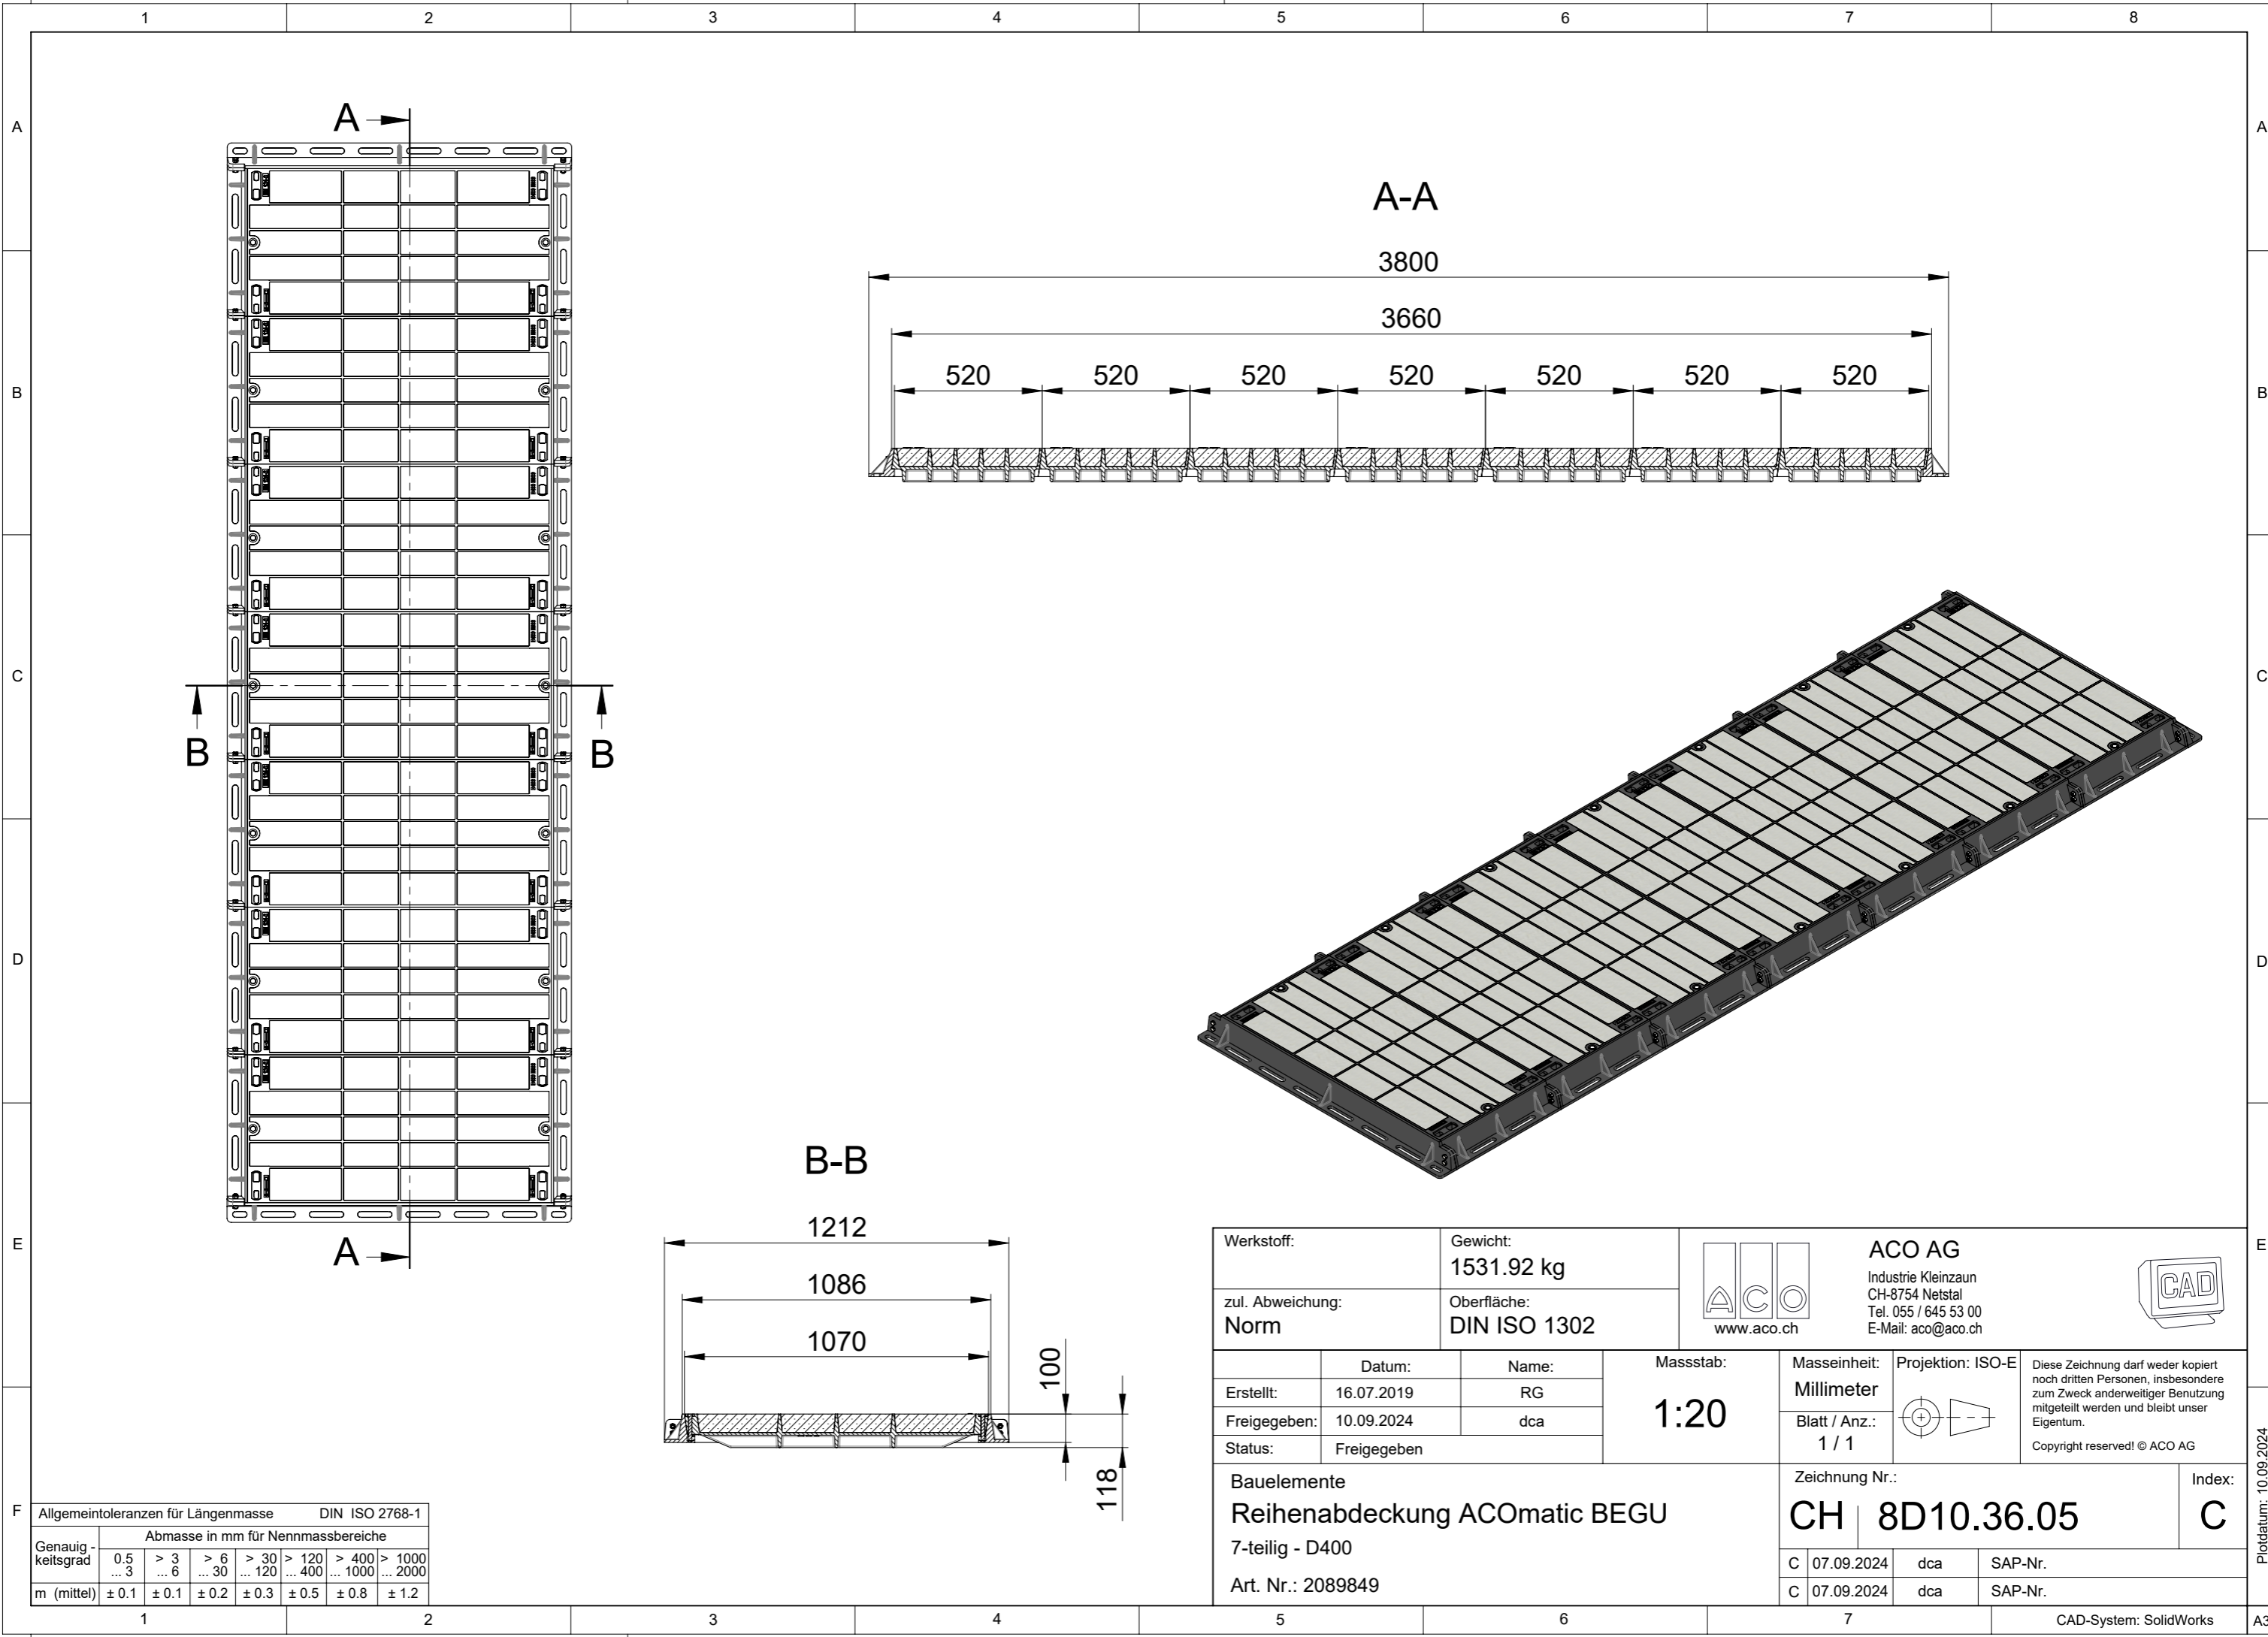 1 2 3 4 5 6 7 8
A A
B B
C C
D D
E E
F
A
A
B B
A-A
3800
3660
520 520 520 520 520 520 520
B-B
1212
1086
1070
100
118
Werkstoff:
Gewicht:
1531.92 kg
zul. Abweichung:
Norm
Oberfläche:
DIN ISO 1302
ACO
www.aco.ch
ACO AG
Industrie Kleinzaun
CH-8754 Netstal
Tel. 055 / 645 53 00
E-Mail: aco@aco.ch
CAD
Datum: Name:
Erstellt: 16.07.2019 RG
Freigegeben: 10.09.2024 dca
Status: Freigegeben
Massstab:
1:20
Masseinheit:
Millimeter
Blatt / Anz.:
1 / 1
Projektion: ISO-E
Diese Zeichnung darf weder kopiert
noch dritten Personen, insbesondere
zum Zweck anderweitiger Benutzung
mitgeteilt werden und bleibt unser
Eigentum.
Copyright reserved! © ACO AG
Bauelemente
Reihenabdeckung ACOmatic BEGU
7-teilig - D400
Art. Nr.: 2089849
Zeichnung Nr.:
CH 8D10.36.05
Index:
C
C 07.09.2024 dca SAP-Nr.
C 07.09.2024 dca SAP-Nr.
Plotdatum: 10.09.2024
Allgemeintoleranzen für Längenmasse DIN ISO 2768-1
Genauig -
keitsgrad
Abmasse in mm für Nennmassbereiche
0.5 > 3 > 6 > 30 > 120 > 400 > 1000
... 3 ... 6 ... 30 ... 120 ... 400 ... 1000 ... 2000
m (mittel) ± 0.1 ± 0.1 ± 0.2 ± 0.3 ± 0.5 ± 0.8 ± 1.2
1 2 3 4 5 6 7
CAD-System: SolidWorks
A3